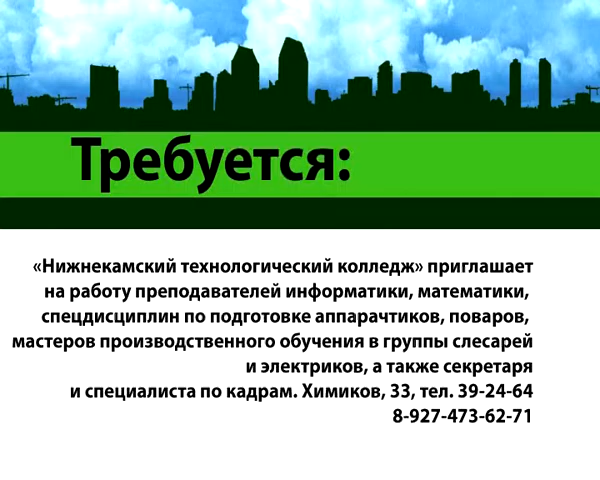 Требуется:
«Нижнекамский технологический колледж» приглашает
на работу преподавателей информатики, математики,
спецдисциплин по подготовке аппарачтиков, поваров,
мастеров производственного обучения в группы слесарей
и электриков, а также секретаря
и специалиста по кадрам. Химиков, 33, тел. 39-24-64
8-927-473-62-71